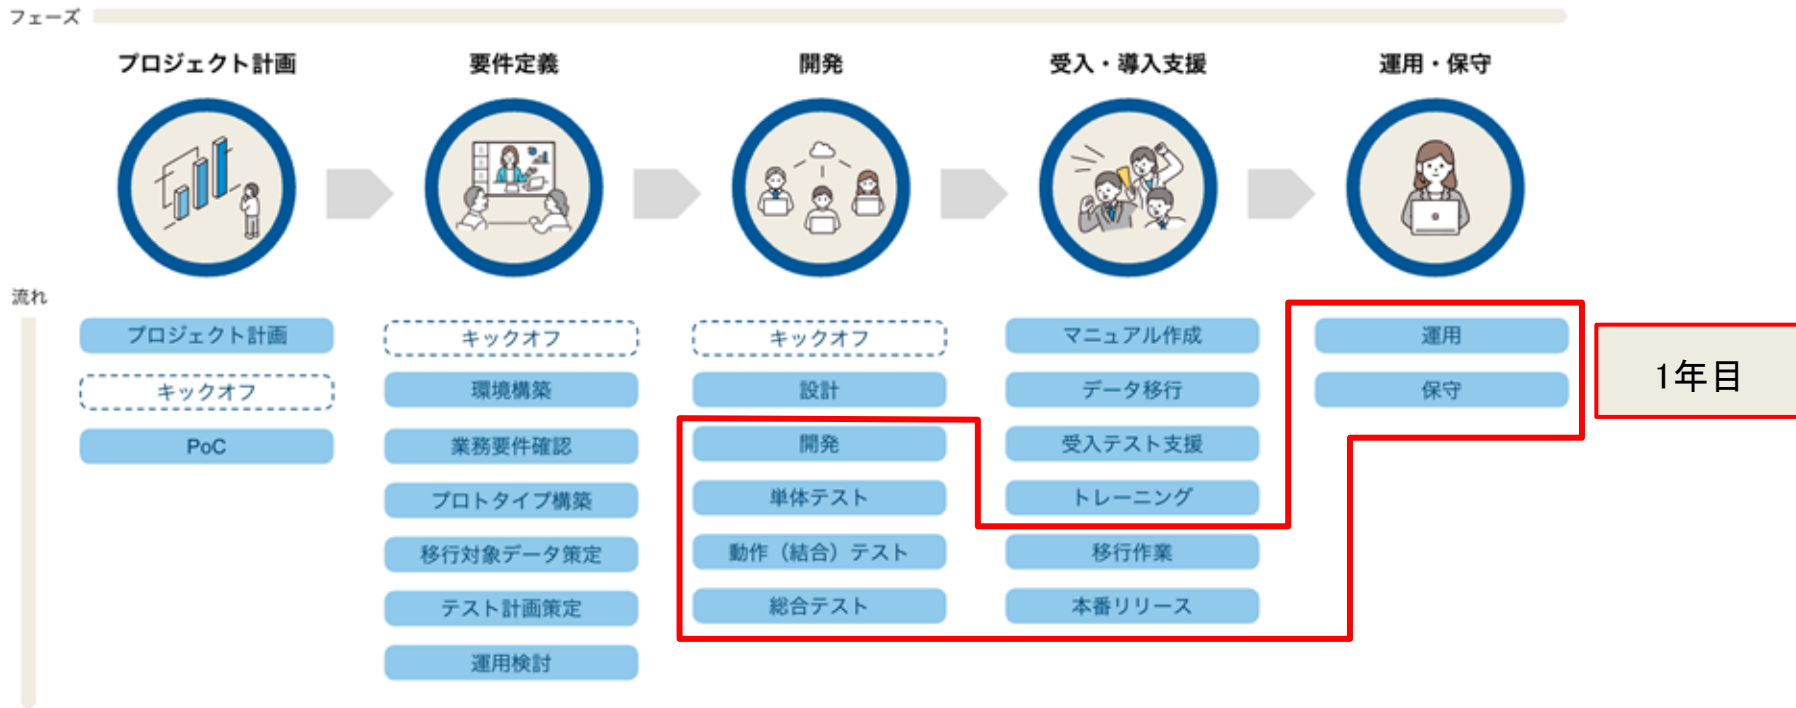 フェーズ
プロジェクト計画
要件定義
開発
受入・導入支援
運用・保守
流れ
プロジェクト計画
キックオフ
PoC
キックオフ
環境構築
業務要件確認
プロトタイプ構築
移行対象データ策定
テスト計画策定
運用検討
キックオフ
設計
開発
単体テスト
動作（結合）テスト
総合テスト
マニュアル作成
データ移行
受入テスト支援
トレーニング
移行作業
本番リリース
運用
保守
1年目